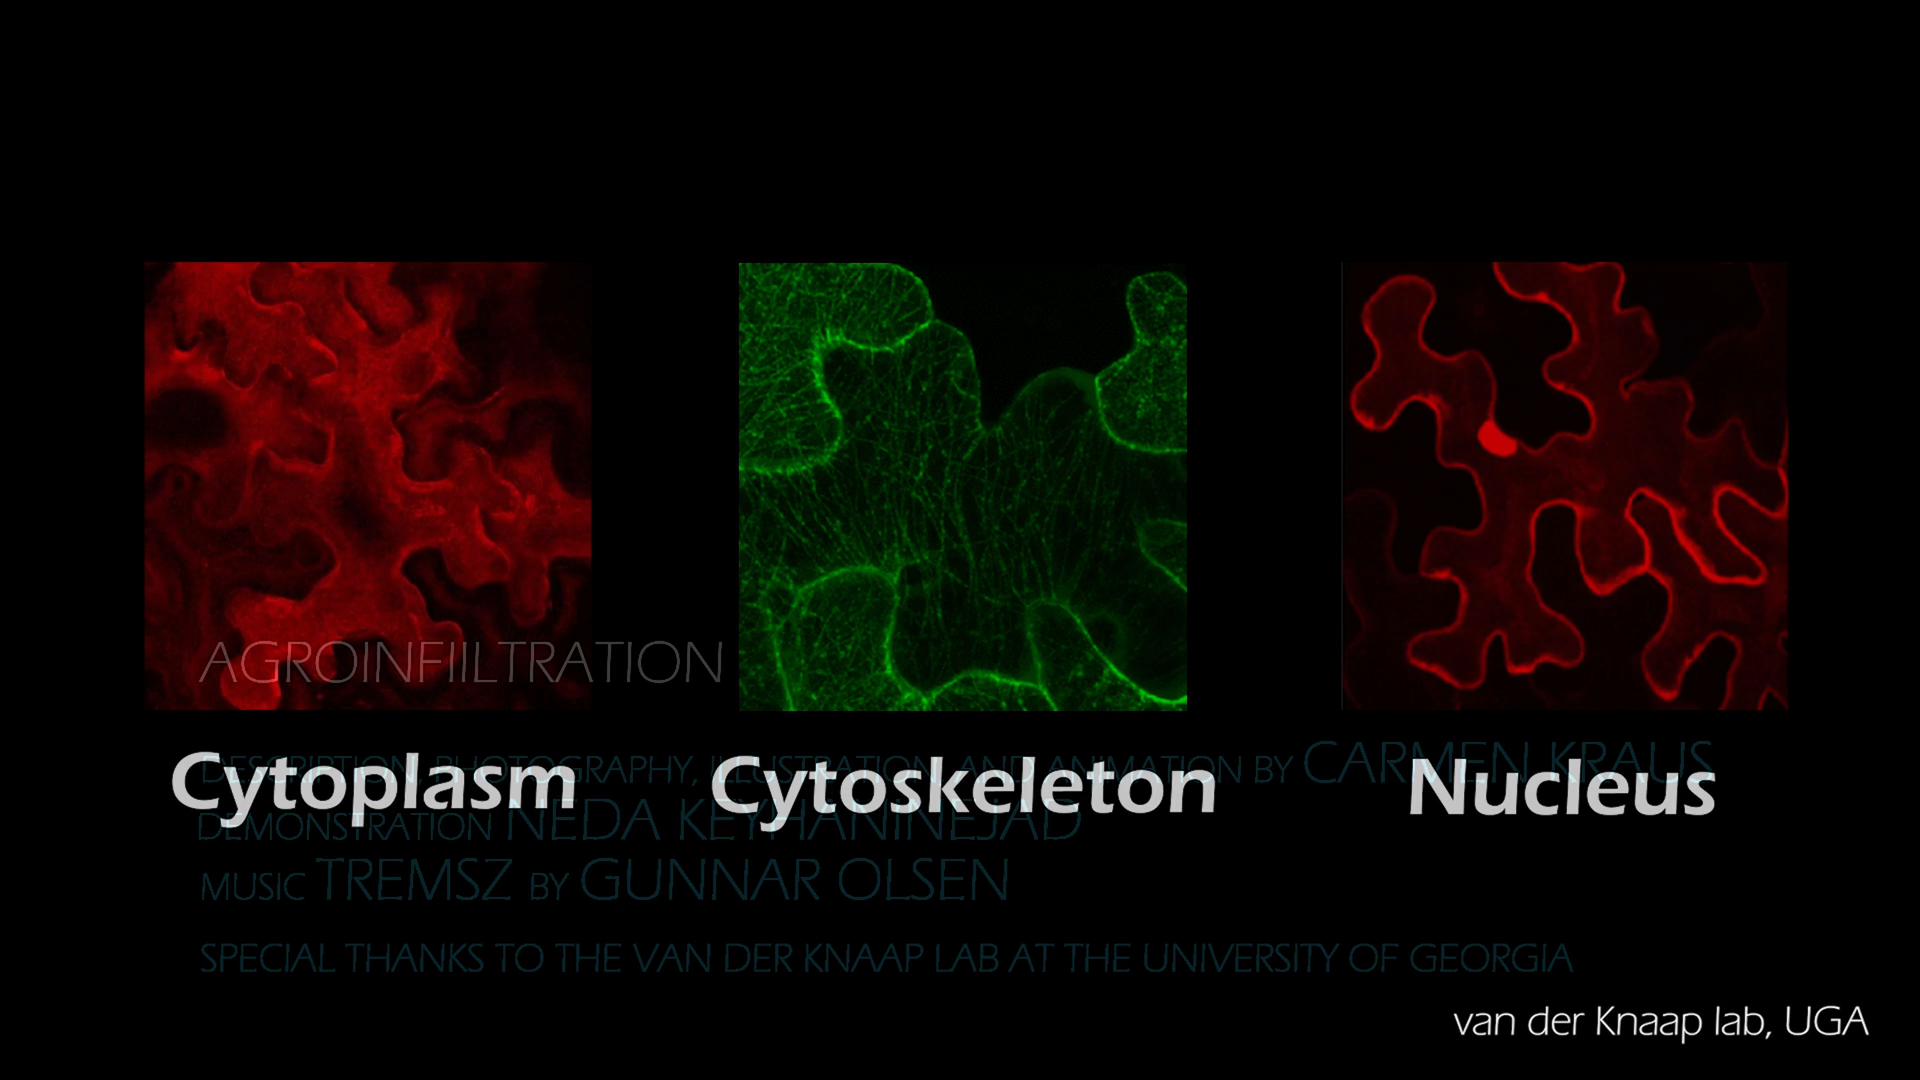 AGROINFIILTRATION
Cytoplasm Cytoskeleton Nucleus
DESCRIPTION, PHOTOGRAPHY, ILLUSTRATION, AND ANIMATION BY CARMEN KRAUS
DEMONSTRATION NEDA KEYHANINEJAD
MUSIC TREMSZ BY GUNNAR OLSEN
SPECIAL THANKS TO THE VAN DER KNAAP LAB AT THE UNIVERSITY OF GEORGIA
van der Knaap lab, UGA